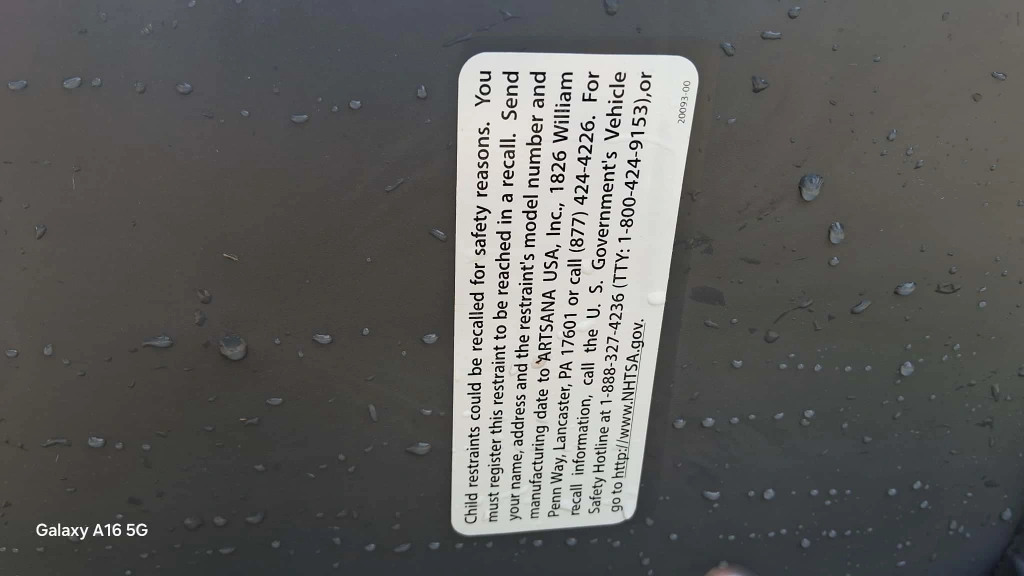 Child restraints could be recalled for safety reasons. You
must register this restraint to be reached in a recall. Send
your name, address and the restraint's model number and
manufacturing date to ARTSANA USA, Inc., 1826 William
Penn Way, Lancaster, PA 17601 or call (877) 424-4226. For
recall information, call the U. S. Government's Vehicle
Safety Hotline at 1-888-327-4236 (TTY: 1-800-424-9153),or
go to http://www.NHTSA.gov.
20093-00
Galaxy A16 5G